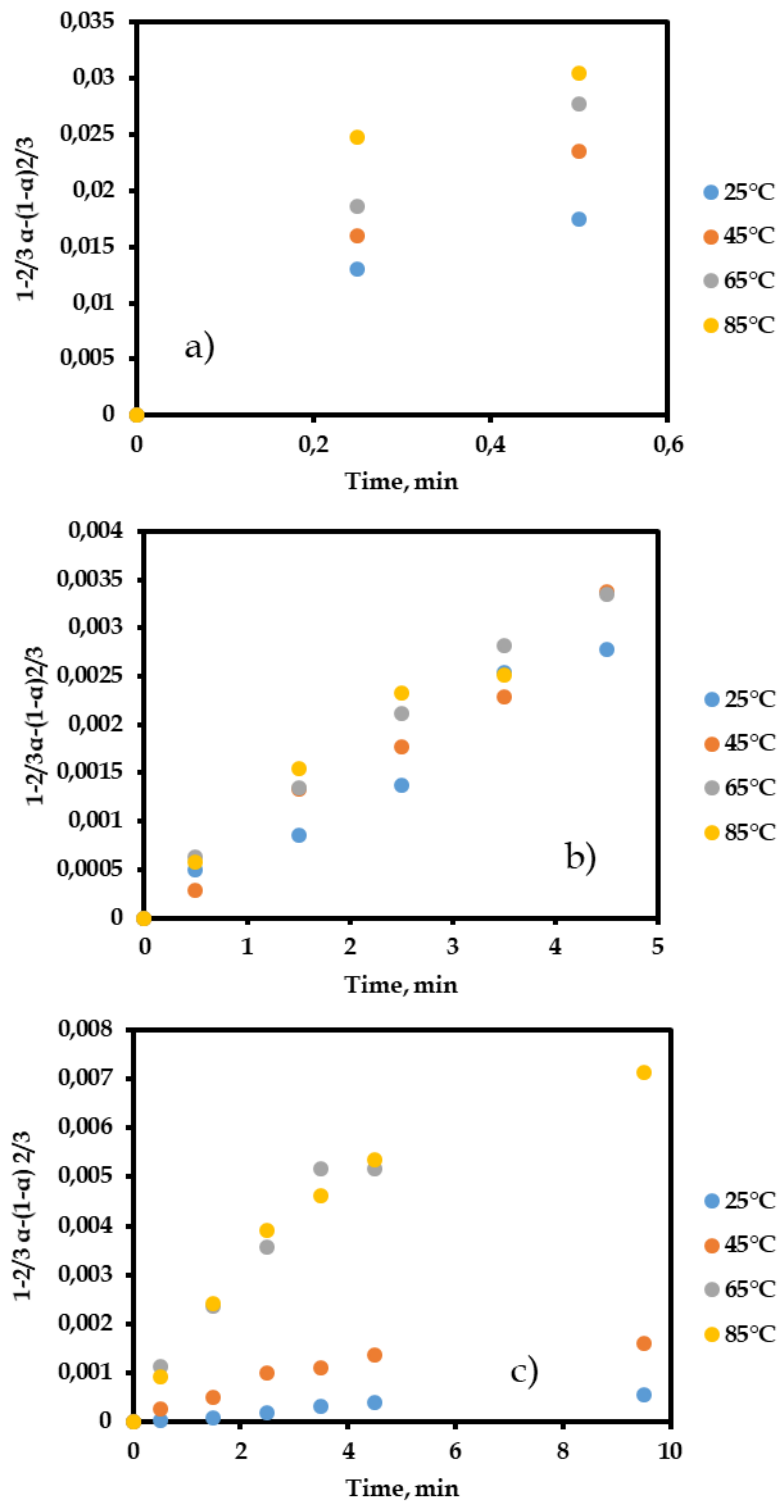 0,035
0,03
0,025
0,02
0,015
0,01
0,005
0
1-2/3 α-(1-α)2/3
a)
0 0,2 0,4 0,6
Time, min
25°C
45°C
65°C
85°C
0,004
0,0035
0,003
0,0025
0,002
0,0015
0,001
0,0005
0
1-2/3α-(1-α)2/3
b)
0 1 2 3 4 5
Time, min
25°C
45°C
65°C
85°C
0,008
0,007
0,006
0,005
0,004
0,003
0,002
0,001
0
1-2/3 α-(1-α) 2/3
c)
0 2 4 6 8 10
Time, min
25°C
45°C
65°C
85°C